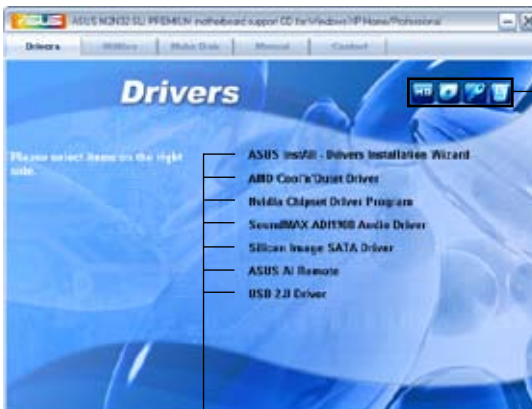 ASUS M2N32-SLI PREMIUM motherboard support CD for Windows XP Home/Professional
Drivers Utilities Make Disk Manual Contact
Drivers
Please select items on the right
side.
ASUS InstAll - Drivers Installation Wizard
AMD Cool'n'Quiet Driver
Nvidia Chipset Driver Program
SoundMAX ADI1988 Audio Driver
Silicon Image SATA Driver
ASUS AI Remote
USB 2.0 Driver